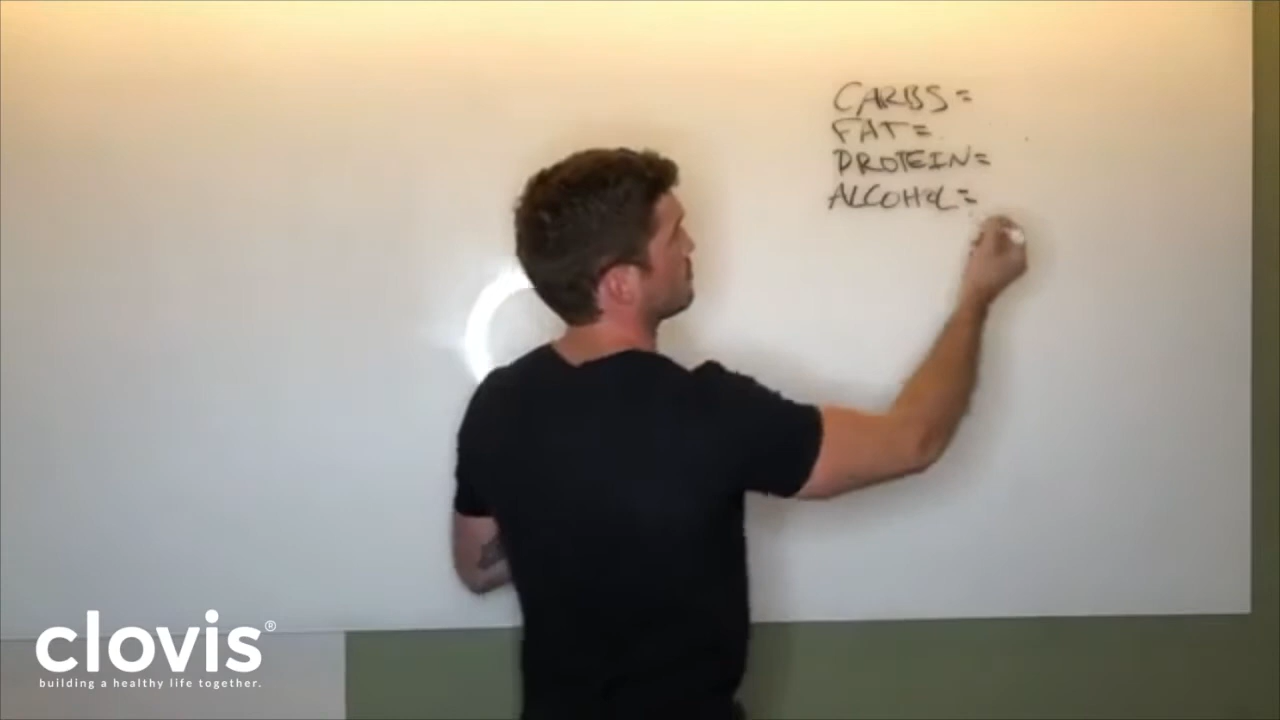 CARBS =
FAT =
PROTEIN =
ALCOHOL =
clovis®
building a healthy life together.